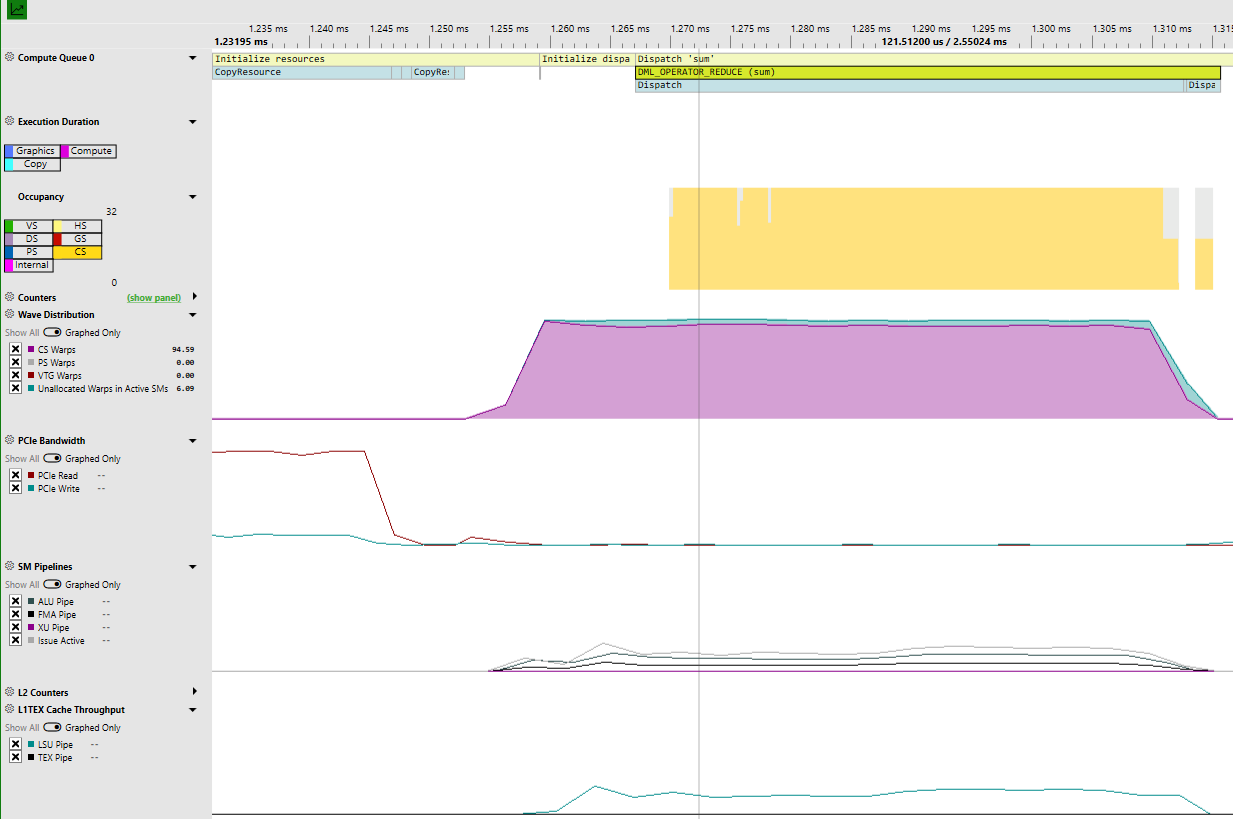 1.235 ms 1.240 ms 1.245 ms 1.250 ms 1.255 ms 1.260 ms 1.265 ms 1.270 ms 1.275 ms 1.280 ms 1.285 ms 1.290 ms 1.295 ms 1.300 ms 1.305 ms 1.310 ms 1.315
1.23195 ms 121.51200 us / 2.55024 ms
Compute Queue 0
Initialize resources Initialize dispa Dispatch 'sum'
CopyResource CopyRe: DML_OPERATOR_REDUCE (sum)
Dispatch Dispa
Execution Duration
Graphics Compute
Copy
Occupancy
32
VS HS
DS GS
PS CS
Internal
0
Counters (show panel)
Wave Distribution
Show All Graphed Only
CS Warps 94.59
PS Warps 0.00
VTG Warps 0.00
Unallocated Warps in Active SMs 6.09
PCIe Bandwidth
Show All Graphed Only
PCIe Read --
PCIe Write --
SM Pipelines
Show All Graphed Only
ALU Pipe --
FMA Pipe --
XU Pipe --
Issue Active --
L2 Counters
L1TEX Cache Throughput
Show All Graphed Only
LSU Pipe --
TEX Pipe --